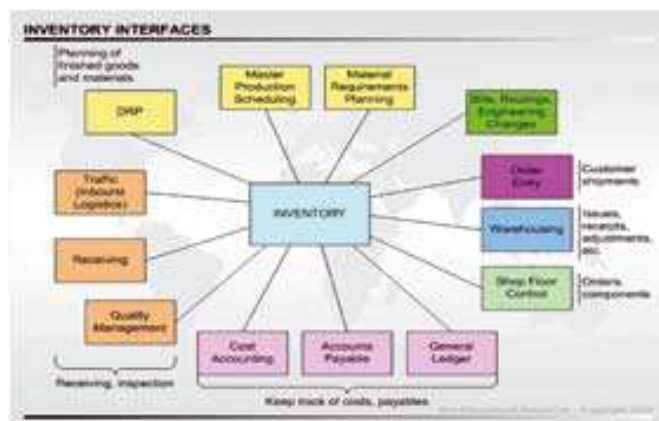 INVENTORY INTERFACES
Planning of
finished goods
and materials
DRP
Master
Production
Scheduling
Material
Requirements
Planning
Bills, Routings,
Engineering
Changes
Traffic
(Inbound
Logistics)
Order
Entry
Customer
shipments
INVENTORY
Warehousing
Issues,
receipts,
adjustments,
etc.
Receiving
Shop Floor
Control
Orders,
components
Quality
Management
Cost
Accounting
Accounts
Payable
General
Ledger
Receiving, inspection
Keep track of costs, payables